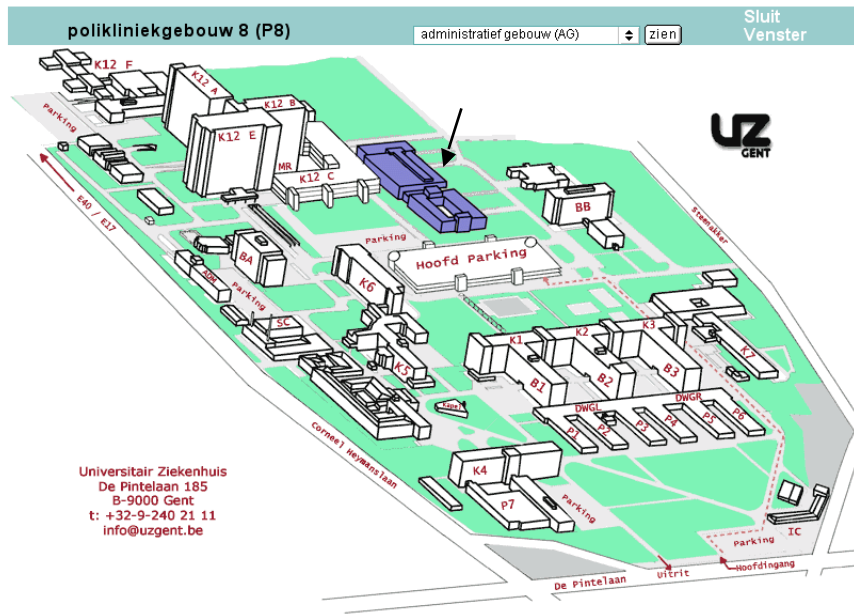 polikliniekgebouw 8 (P8)
administratief gebouw (AG)
zien
Sluit
Venster
K12 F
K12 A
K12 B
K12 E
MR
K12 C
Parking
E40 / E17
UZ
GENT
BB
Steenakker
Parking
Hoofd Parking
BA
ADM
Parking
K6
SC
K1
K2
K3
K7
K5
B1
B2
B3
Kapel
DWGL
DWGR
P1
P2
P3
P4
P5
P6
Corneel Heymanslaan
K4
P7
Parking
Universitair Ziekenhuis
De Pintelaan 185
B-9000 Gent
t: +32-9-240 21 11
info@uzgent.be
IC
Parking
Hoofdingang
Uitrit
De Pintelaan